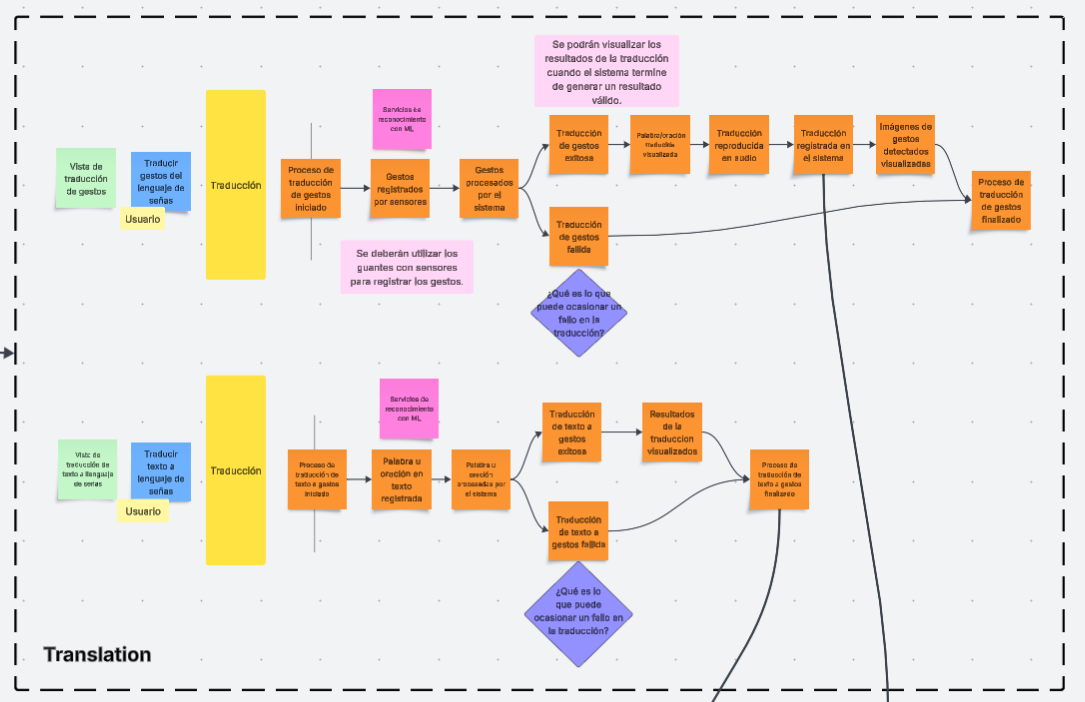 Se podrán visualizar los
resultados de la traducción
cuando el sistema termine
de generar un resultado
válido.
Servicios de
reconocimiento
con ML
Vista de
traducción
de gestos
Traducir
gestos del
lenguaje de
señas
Usuario
Traducción
Proceso de
traducción
de gestos
iniciado
Gestos
registrados
por sensores
Gestos
procesados
por el
sistema
Traducción
de gestos
exitosa
Palabra/oración
traducida
visualizada
Traducción
reproducida
en audio
Traducción
registrada en
el sistema
Imágenes de
gestos
detectados
visualizadas
Proceso de
traducción
de gestos
finalizado
Traducción
de gestos
fallida
Se deberán utilizar los
guantes con sensores
para registrar los gestos.
¿Qué es lo que
puede ocasionar un
fallo en la
traducción?
Servicios de
reconocimiento
con ML
Vista de
traducción de
texto a lenguaje
de señas
Traducir
texto a
lenguaje de
señas
Usuario
Traducción
Proceso de
traducción de
texto a gestos
iniciado
Palabra u
oración en
texto
registrada
Palabra u
oración
procesadas por
el sistema
Traducción
de texto a
gestos
exitosa
Resultados
de la
traduccion
visualizados
Proceso de
traducción de
texto a gestos
finalizado
Traducción
de texto a
gestos fallida
¿Qué es lo
que puede
ocasionar un fallo en
la traducción?
Translation